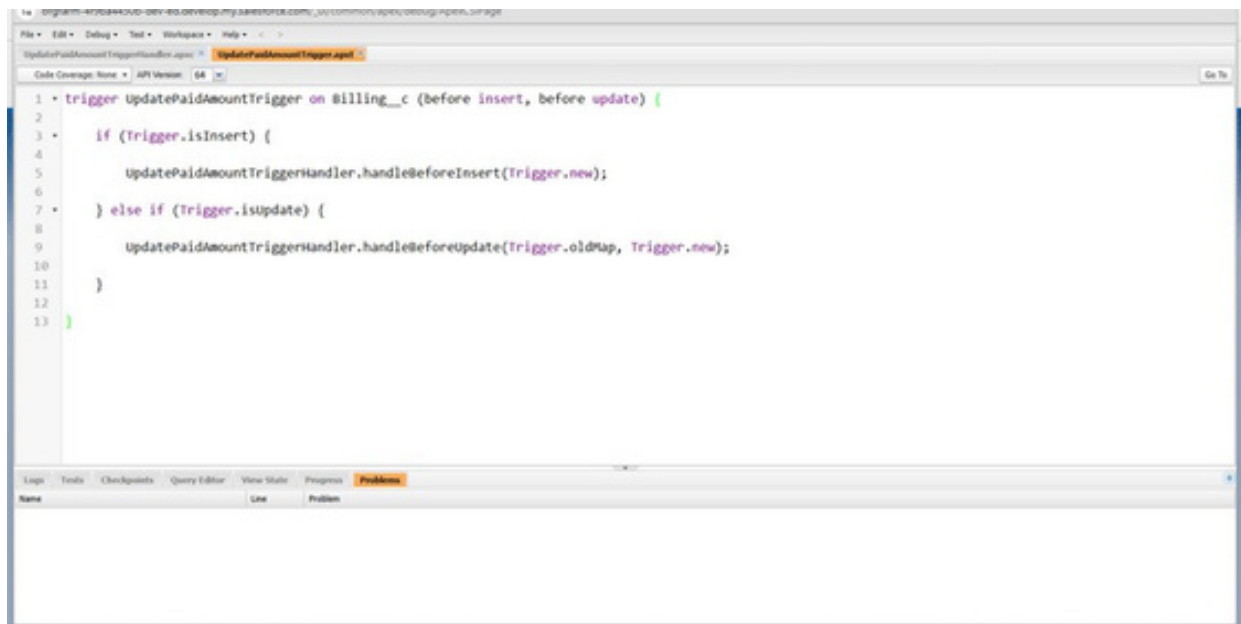 File • Edit • Debug • Test • Workspace • Help • < >
UpdatePaidAmountTriggerHandler.apxc × UpdatePaidAmountTrigger.apxt ×
Code Coverage: None • API Version: 64 Go To
1 trigger UpdatePaidAmountTrigger on Billing__c (before insert, before update) {
2
3 if (Trigger.isInsert) {
4
5 UpdatePaidAmountTriggerHandler.handleBeforeInsert(Trigger.new);
6
7 } else if (Trigger.isUpdate) {
8
9 UpdatePaidAmountTriggerHandler.handleBeforeUpdate(Trigger.oldMap, Trigger.new);
10
11 }
12
13 }
Logs Tests Checkpoints Query Editor View State Progress Problems
Name Line Problem